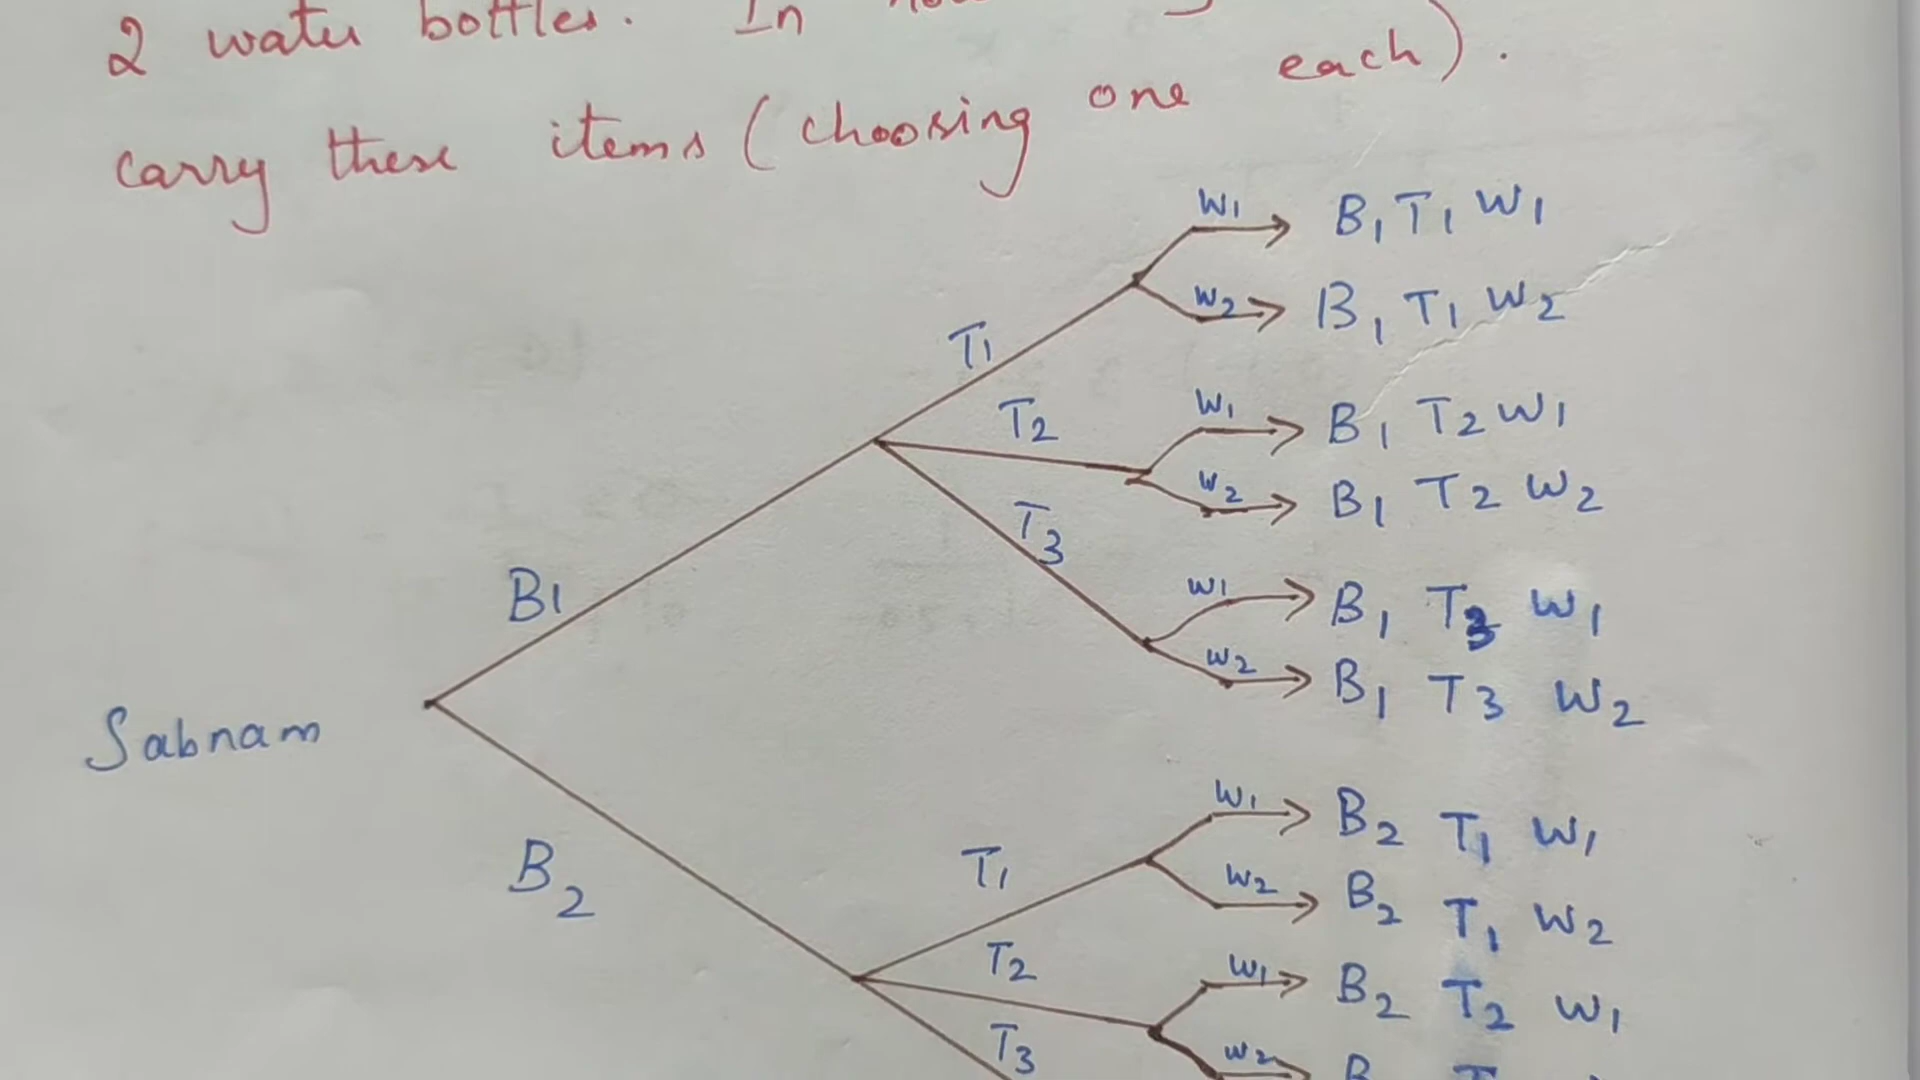 2 water bottles. In
carry these items (choosing one each).
W1 B1 T1 W1
W2 B1 T1 W2
T1
T2 W1 B1 T2 W1
W2 B1 T2 W2
T3
W1 B1 T3 W1
B1
W2 B1 T3 W2
Sabnam
W1 B2 T1 W1
B2 T1 W2 B2 T1 W2
T2 W1 B2 T2 W1
T3 W2